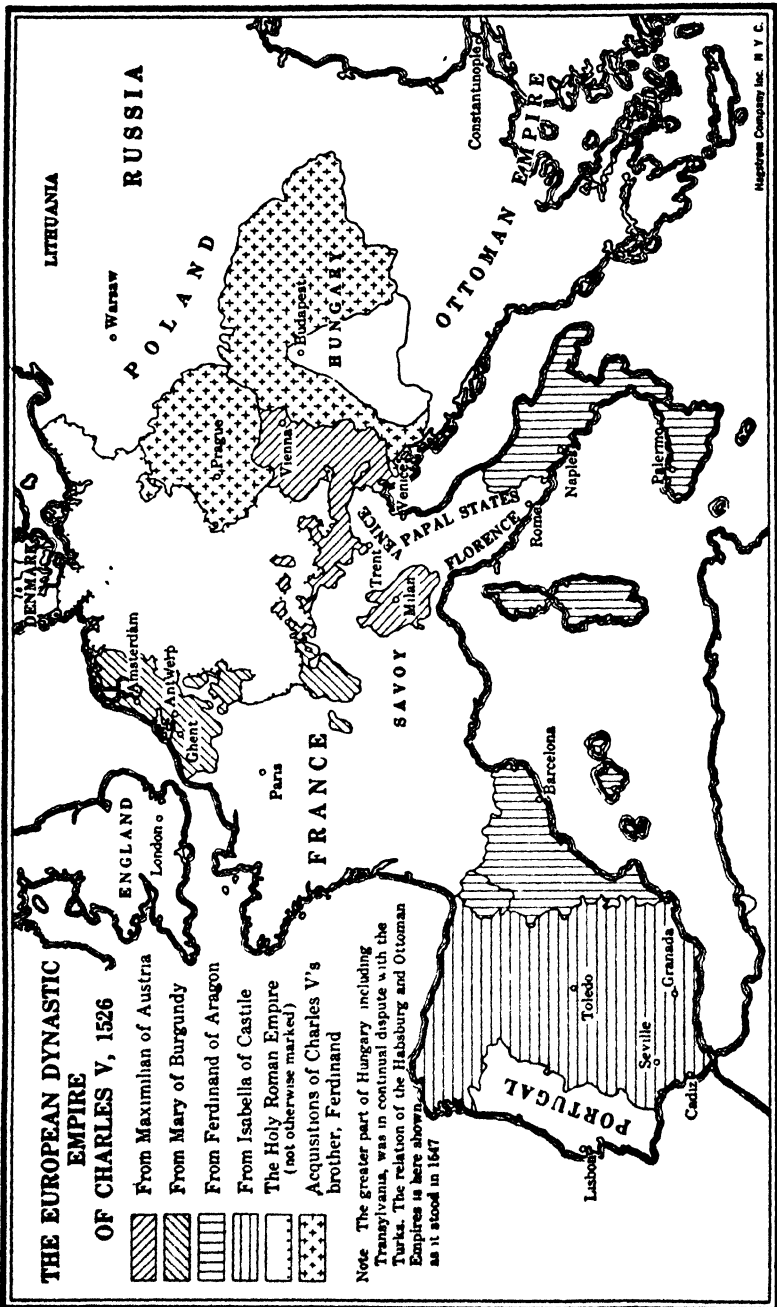 THE EUROPEAN DYNASTIC
EMPIRE
OF CHARLES V, 1526
From Maximilian of Austria
From Mary of Burgundy
From Ferdinand of Aragon
From Isabella of Castile
The Holy Roman Empire
(not otherwise marked)
Acquisitions of Charles V's
brother, Ferdinand
Note The greater part of Hungary including
Transylvania, was in continual dispute with the
Turks. The relation of the Habsburg and Ottoman
Empires is here shown
as it stood in 1547
ENGLAND
London
DENMARK
Amsterdam
Antwerp
Ghent
Paris
FRANCE
LITHUANIA
RUSSIA
Warsaw
POLAND
Prague
Vienna
Budapest
HUNGARY
Trent
VENICE
Venice
Milan
SAVOY
PAPAL STATES
FLORENCE
Rome
Naples
Palermo
OTTOMAN EMPIRE
Constantinople
Barcelona
Toledo
Seville
Granada
Cadiz
PORTUGAL
Lisbon
Hagstrom Company Inc. N Y C.